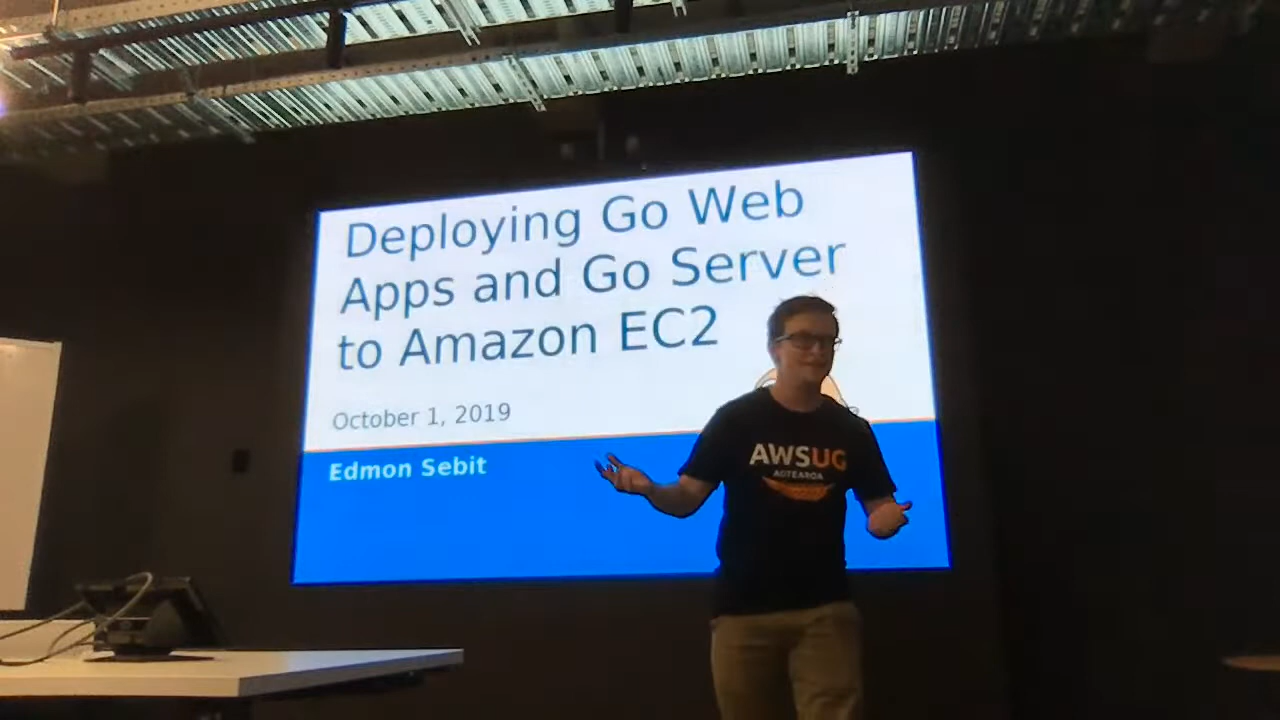 Deploying Go Web
Apps and Go Server
to Amazon EC2
October 1, 2019
Edmon Sebit
AWSUG
AOTEAROA